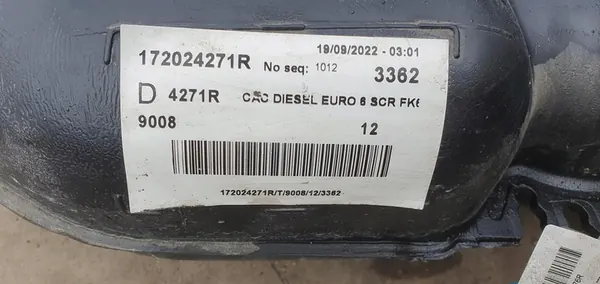 19/09/2022 - 03:01
172024271R No seq: 1012 3362
D 4271R CAC DIESEL EURO 6 SCR FK6
9008 12
172024271R/T/9008/12/3362